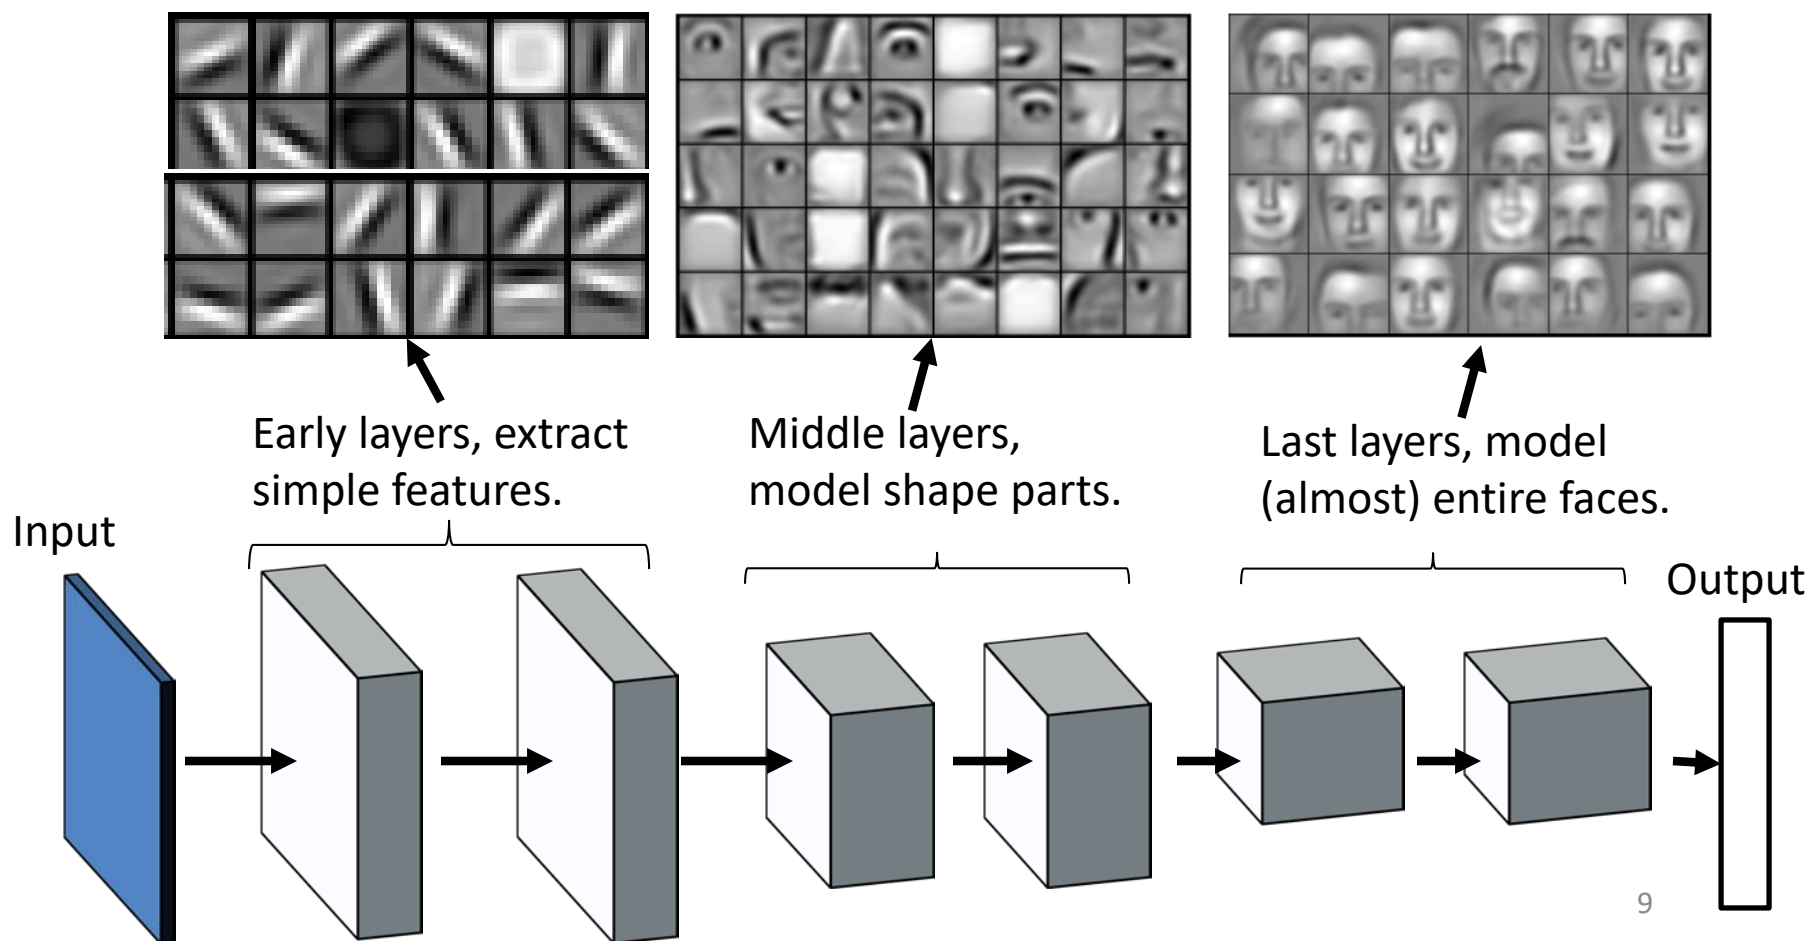 Early layers, extract
simple features.
Middle layers,
model shape parts.
Last layers, model
(almost) entire faces.
Input
Output
9